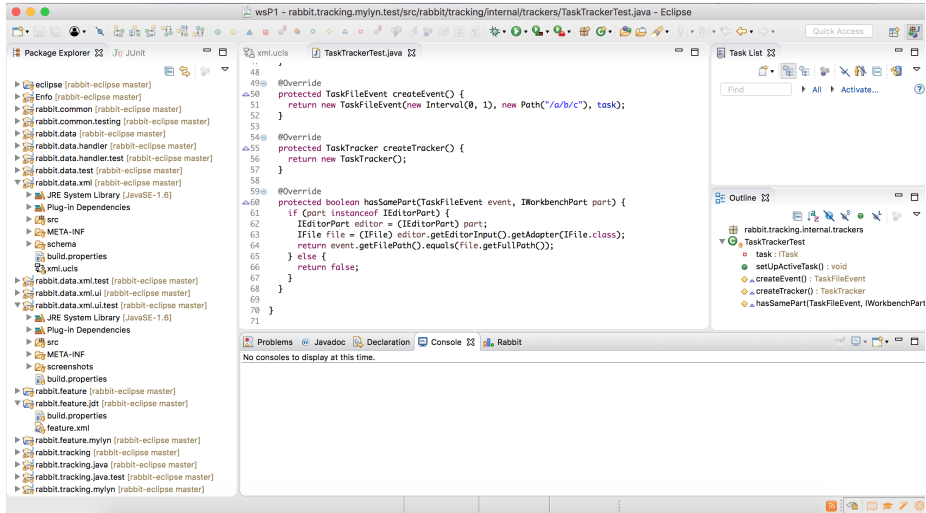 wsP1 - rabbit.tracking.mylyn.test/src/rabbit/tracking/internal/trackers/TaskTrackerTest.java - Eclipse
Quick Access
Package Explorer
JUnit
eclipse [rabbit-eclipse master]
Enfo [rabbit-eclipse master]
rabbit.common [rabbit-eclipse master]
rabbit.common.testing [rabbit-eclipse master]
rabbit.data [rabbit-eclipse master]
rabbit.data.handler [rabbit-eclipse master]
rabbit.data.handler.test [rabbit-eclipse master]
rabbit.data.test [rabbit-eclipse master]
rabbit.data.xml [rabbit-eclipse master]
JRE System Library [JavaSE-1.6]
Plug-in Dependencies
src
META-INF
schema
build.properties
xml.ucls
rabbit.data.xml.test [rabbit-eclipse master]
rabbit.data.xml.ui [rabbit-eclipse master]
rabbit.data.xml.ui.test [rabbit-eclipse master]
JRE System Library [JavaSE-1.6]
Plug-in Dependencies
src
META-INF
screenshots
build.properties
rabbit.feature [rabbit-eclipse master]
rabbit.feature.jdt [rabbit-eclipse master]
build.properties
feature.xml
rabbit.feature.mylyn [rabbit-eclipse master]
rabbit.tracking [rabbit-eclipse master]
rabbit.tracking.java [rabbit-eclipse master]
rabbit.tracking.java.test [rabbit-eclipse master]
rabbit.tracking.mylyn [rabbit-eclipse master]
xml.ucls
TaskTrackerTest.java
48
49 @Override
50 protected TaskFileEvent createEvent() {
51 return new TaskFileEvent(new Interval(0, 1), new Path("/a/b/c"), task);
52 }
53
54 @Override
55 protected TaskTracker createTracker() {
56 return new TaskTracker();
57 }
58
59 @Override
60 protected boolean hasSamePart(TaskFileEvent event, IWorkbenchPart part) {
61 if (part instanceof IEditorPart) {
62 IEditorPart editor = (IEditorPart) part;
63 IFile file = (IFile) editor.getEditorInput().getAdapter(IFile.class);
64 return event.getFilePath().equals(file.getFullPath());
65 } else {
66 return false;
67 }
68 }
69
70 }
71
Problems
Javadoc
Declaration
Console
Rabbit
No consoles to display at this time.
Task List
Find
All
Activate...
Outline
rabbit.tracking.internal.trackers
TaskTrackerTest
task : ITask
setUpActiveTask() : void
createEvent() : TaskFileEvent
createTracker() : TaskTracker
hasSamePart(TaskFileEvent, IWorkbenchPart